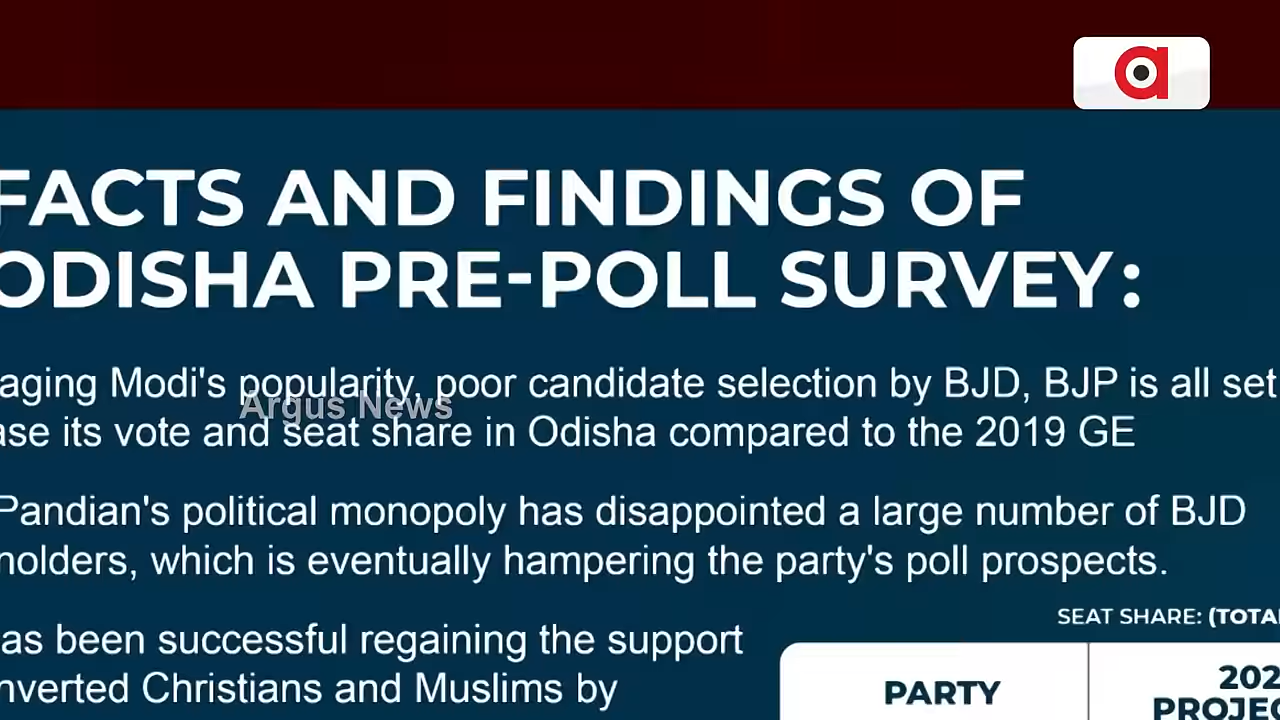 FACTS AND FINDINGS OF
ODISHA PRE-POLL SURVEY:
aging Modi's popularity, poor candidate selection by BJD, BJP is all set
ase its vote and seat share in Odisha compared to the 2019 GE
Argus News
Pandian's political monopoly has disappointed a large number of BJD
holders, which is eventually hampering the party's poll prospects.
as been successful regaining the support
nverted Christians and Muslims by
SEAT SHARE: (TOTA
PARTY
202
PROJEC